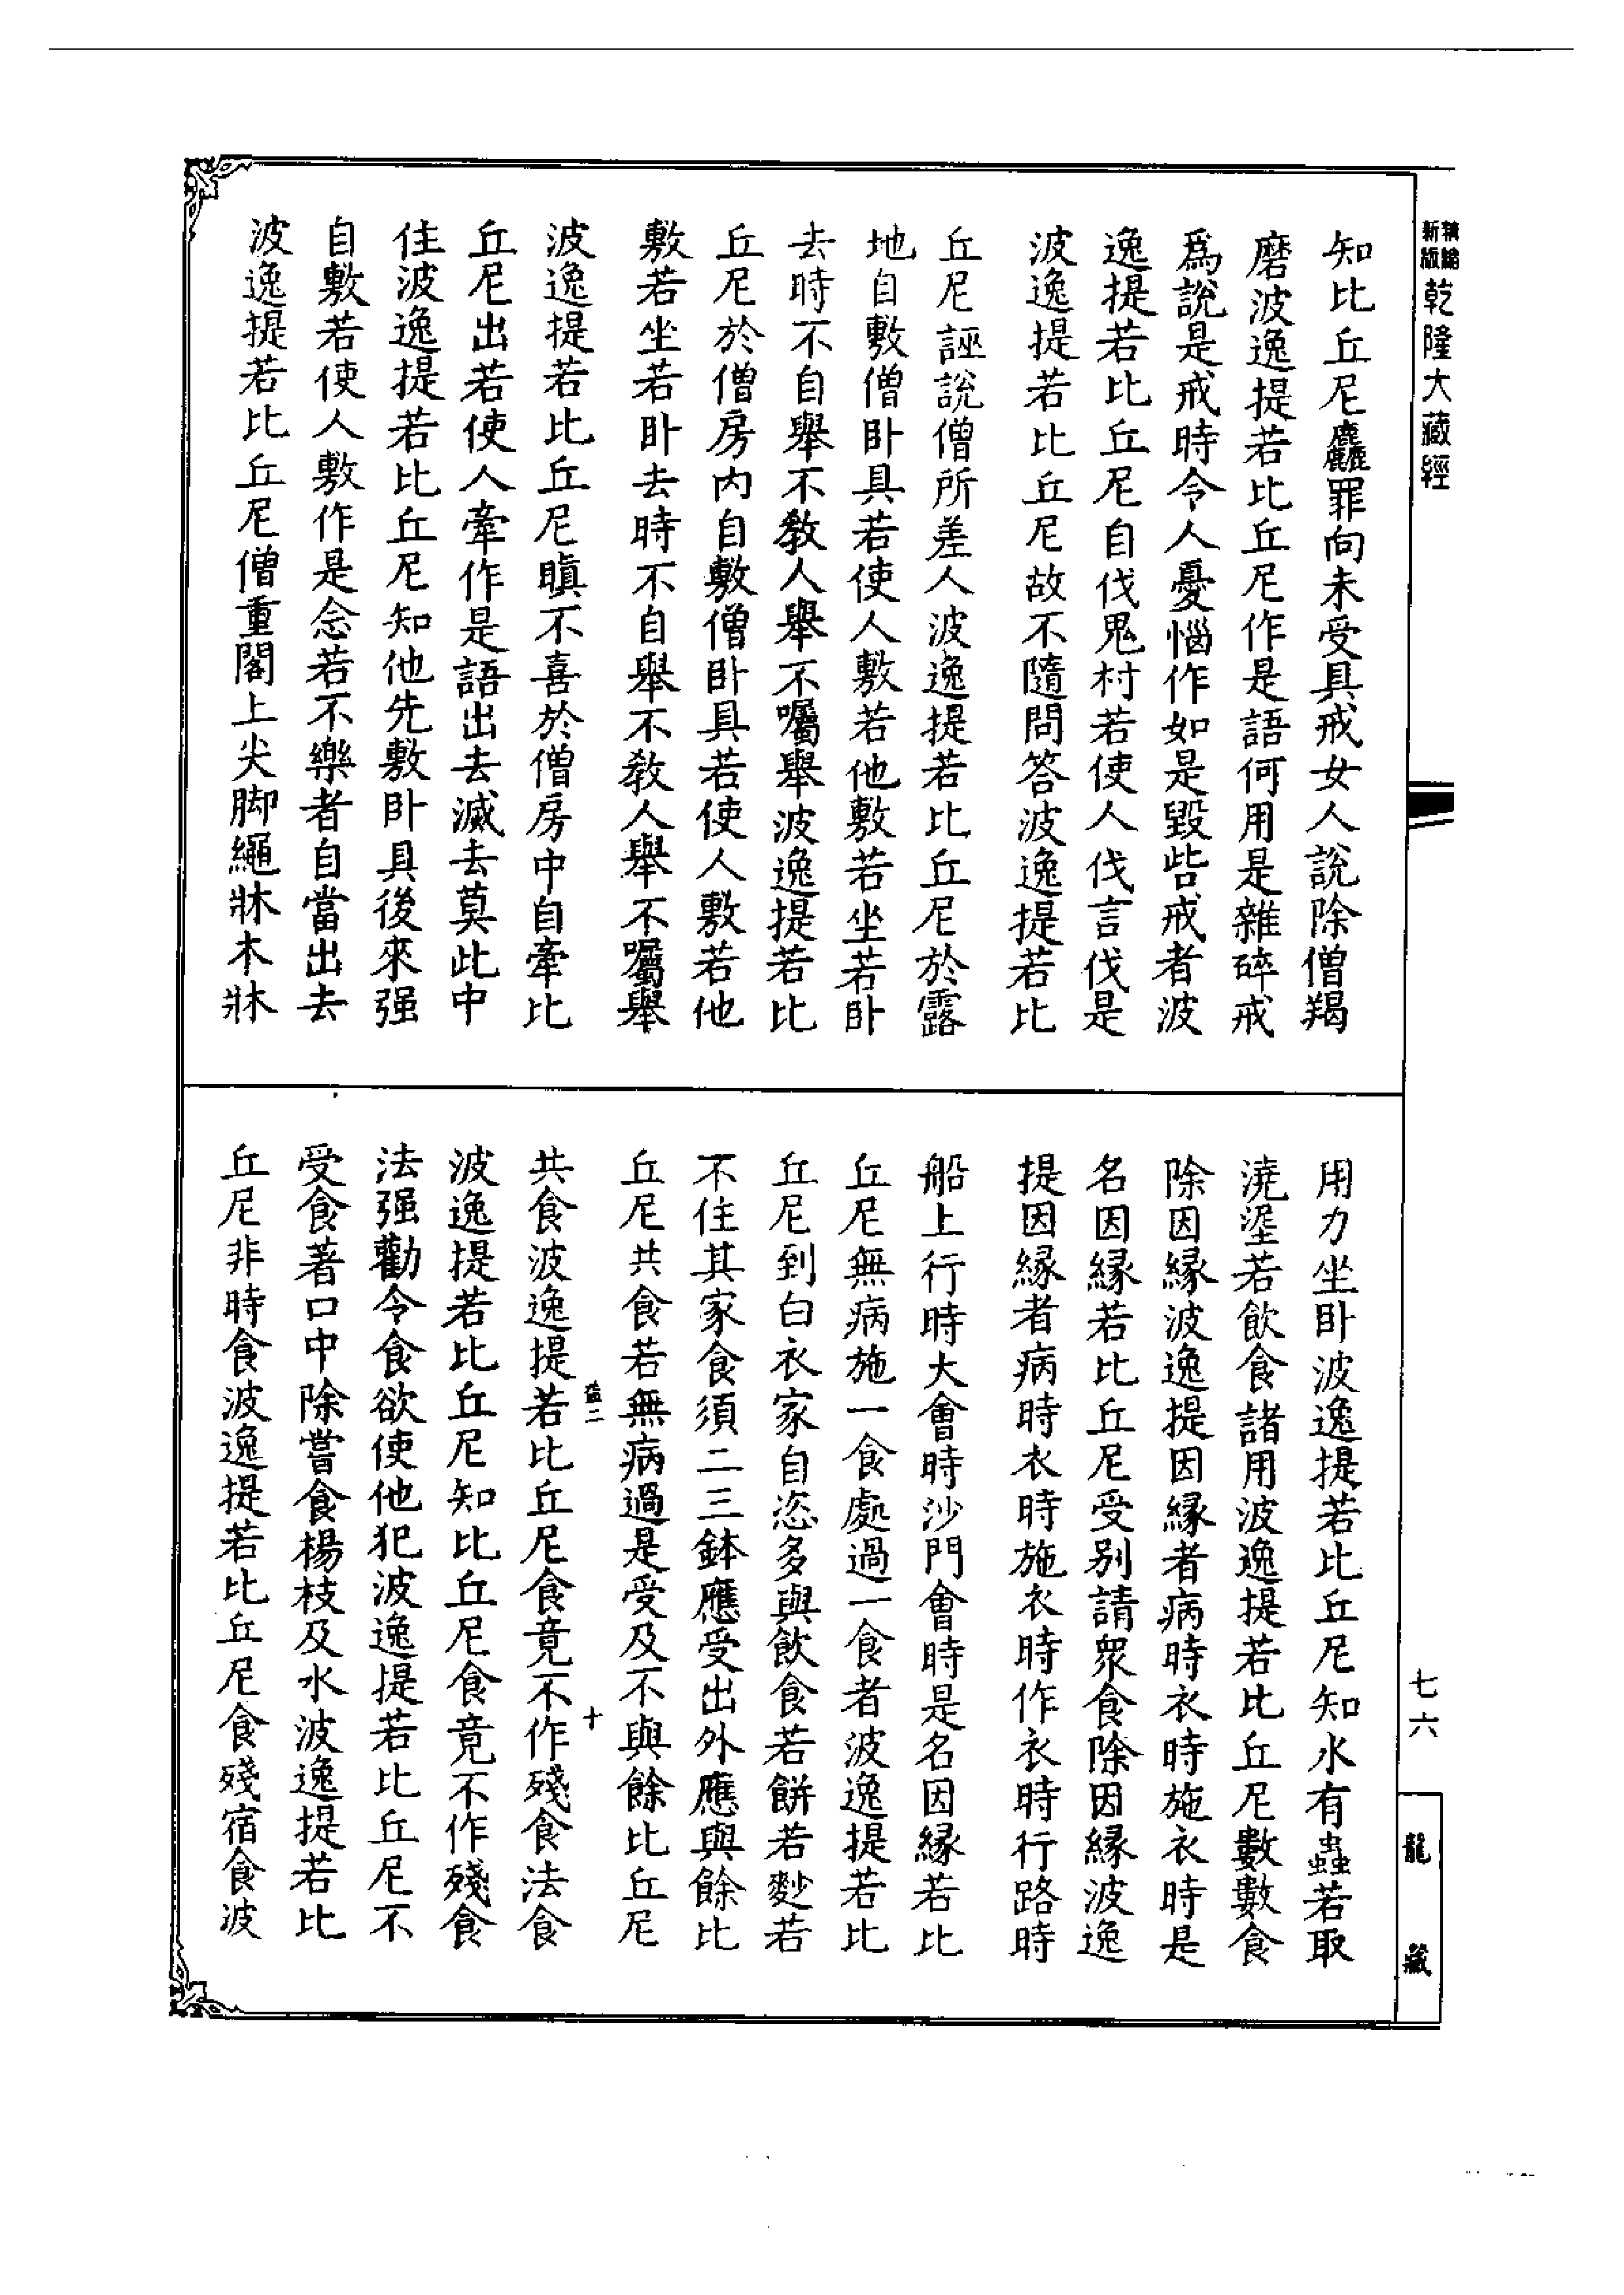 精縮新版乾隆大藏經
知比丘尼麤罪向未受具戒女人說除僧羯
磨波逸提若比丘尼作是語何用是雜碎戒
爲說是戒時令人憂惱作如是毀呰戒者波
逸提若比丘尼自伐鬼村若使人伐言伐是
波逸提若比丘尼故不隨問答波逸提若比
丘尼誣說僧所差人波逸提若比丘尼於露
地自敷僧卧具若使人敷若他敷若坐若卧
去時不自舉不教人舉不囑舉波逸提若比
丘尼於僧房内自敷僧卧具若使人敷若他
敷若坐若卧去時不自舉不教人舉不囑舉
波逸提若比丘尼瞋不喜於僧房中自牽比
丘尼出若使人牽作是語出去滅去莫此中
住波逸提若比丘尼知他先敷卧具後來强
自敷若使人敷作是念若不樂者自當出去
波逸提若比丘尼僧重閣上尖脚繩牀木牀
用力坐卧波逸提若比丘尼知水有蟲若取
澆埿若飲食諸用波逸提若比丘尼數數食
除因緣波逸提因緣者病時衣時施衣時是
名因緣若比丘尼受别請衆食除因緣波逸
提因緣者病時衣時施衣時作衣時行路時
船上行時大會時沙門會時是名因緣若比
丘尼無病施一食處過一食者波逸提若比
丘尼到白衣家自恣多與飲食若餅若麨若
不住其家食須二三鉢應受出外應與餘比
丘尼共食若無病過是受及不與餘比丘尼
共食波逸提若比丘尼食竟不作殘食法食
波逸提若比丘尼知比丘尼食竟不作殘食
法强勸令食欲使他犯波逸提若比丘尼不
受食著口中除嘗食楊枝及水波逸提若比
丘尼非時食波逸提若比丘尼食殘宿食波
益二
十
七六
龍藏